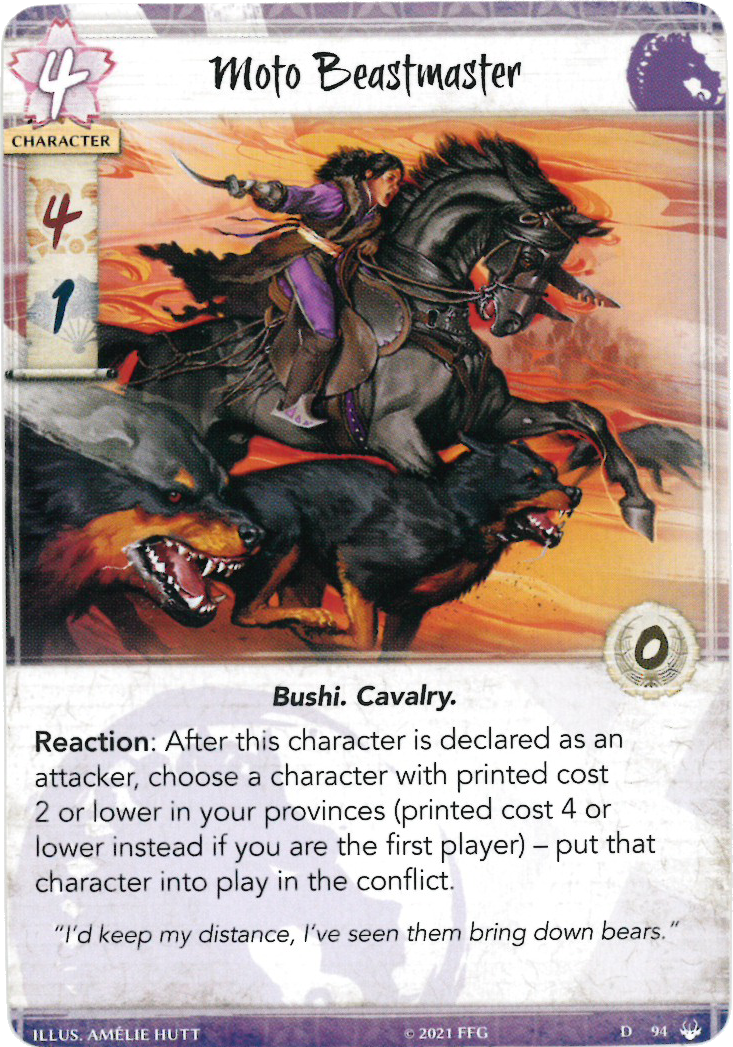 4
Moto Beastmaster
CHARACTER
4
1
0
Bushi. Cavalry.
Reaction: After this character is declared as an
attacker, choose a character with printed cost
2 or lower in your provinces (printed cost 4 or
lower instead if you are the first player) – put that
character into play in the conflict.
"I'd keep my distance, I've seen them bring down bears."
ILLUS. AMÉLIE HUTT
© 2021 FFG
D 94